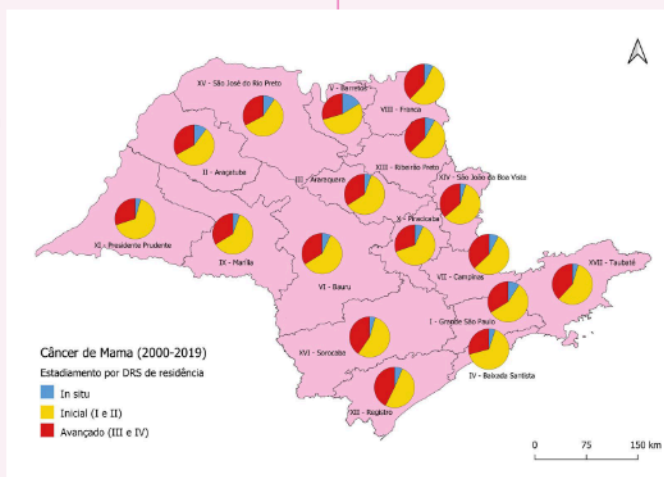 XV - São José do Rio Preto
V - Barretos
VIII - Franca
II - Araçatuba
III - Araraquara
XIII - Ribeirão Preto
XIV - São João da Boa Vista
X - Piracicaba
XI - Presidente Prudente
IX - Marília
VI - Bauru
VII - Campinas
XVII - Taubaté
I - Grande São Paulo
XVI - Sorocaba
IV - Baixada Santista
XII - Registro
Câncer de Mama (2000-2019)
Estadiamento por DRS de residência
In situ
Inicial (I e II)
Avançado (III e IV)
0 75 150 km